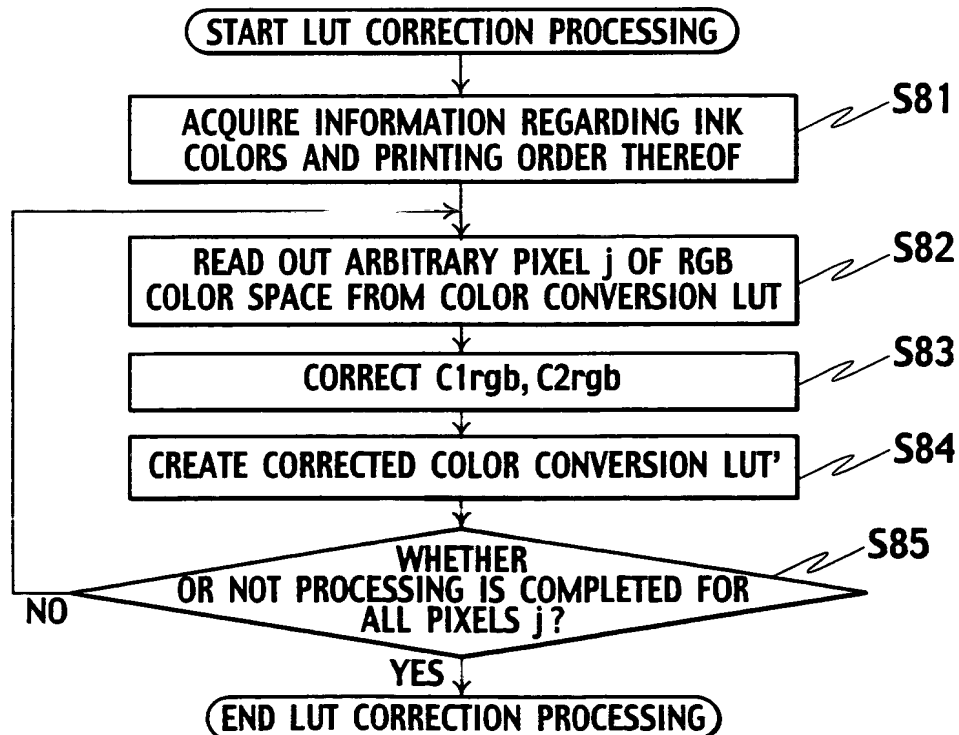 START LUT CORRECTION PROCESSING
S81
ACQUIRE INFORMATION REGARDING INK
COLORS AND PRINTING ORDER THEREOF
S82
READ OUT ARBITRARY PIXEL j OF RGB
COLOR SPACE FROM COLOR CONVERSION LUT
S83
CORRECT C1rgb, C2rgb
S84
CREATE CORRECTED COLOR CONVERSION LUT'
S85
WHETHER
OR NOT PROCESSING IS COMPLETED FOR
ALL PIXELS j?
NO
YES
END LUT CORRECTION PROCESSING